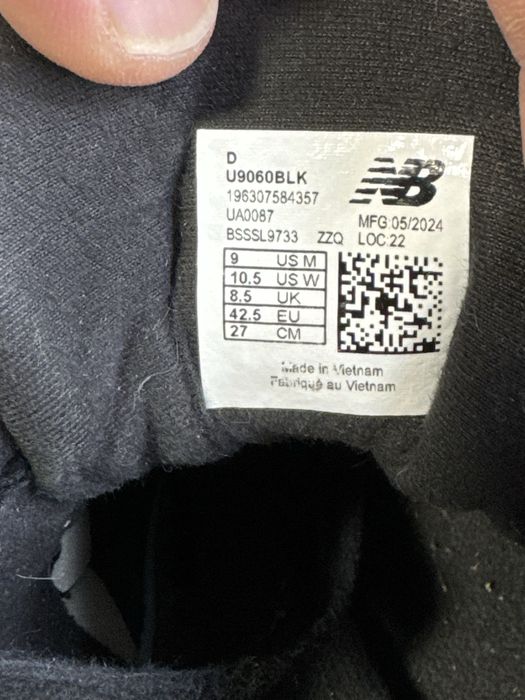 D
U9060BLK
196307584357
UA0087
MFG:05/2024
BSSSL9733 ZZQ LOC:22
9 US M
10.5 US W
8.5 UK
42.5 EU
27 CM
Made in Vietnam
Fabriqué au Vietnam
NB